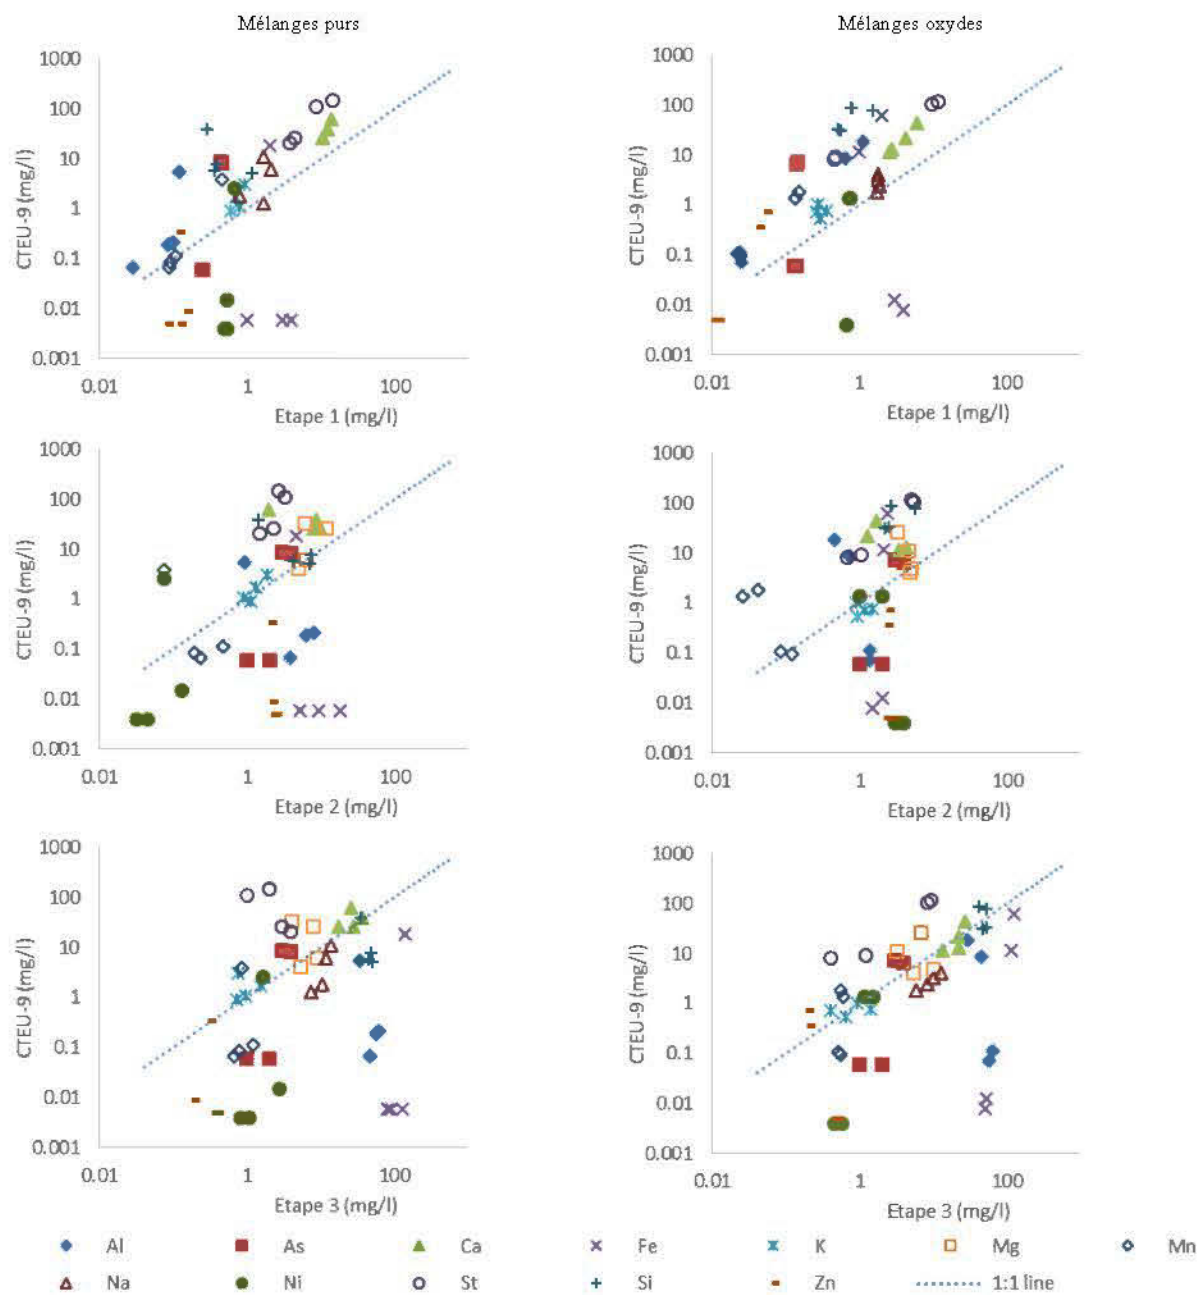 Mélanges purs
Mélanges oxydes
1000
100
10
1
0.1
0.01
0.001
CTEU-9 (mg/l)
0.01 1 100
Etape 1 (mg/l)
1000
100
10
1
0.1
0.01
0.001
CTEU-9 (mg/l)
0.01 1 100
Etape 1 (mg/l)
1000
100
10
1
0.1
0.01
0.001
CTEU-9 (mg/l)
0.01 1 100
Etape 2 (mg/l)
1000
100
10
1
0.1
0.01
0.001
CTEU-9 (mg/l)
0.01 1 100
Etape 2 (mg/l)
1000
100
10
1
0.1
0.01
0.001
CTEU-9 (mg/l)
0.01 1 100
Etape 3 (mg/l)
1000
100
10
1
0.1
0.01
0.001
CTEU-9 (mg/l)
0.01 1 100
Etape 3 (mg/l)
Al As Ca Fe K Mg Mn
Na Ni St Si Zn 1:1 line